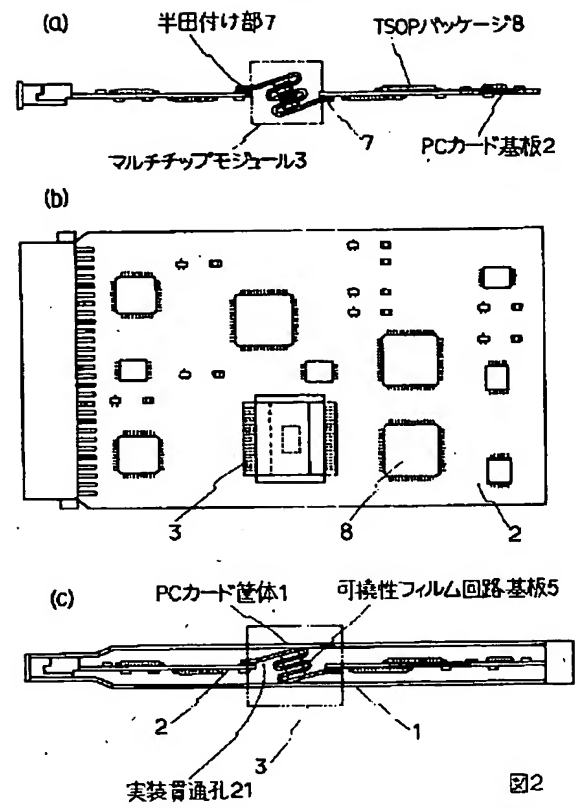 (a)
半田付け部7
TSOPパッケージ8
マルチチップモジュール3
7
PCカード基板2
(b)
3
8
2
(c)
PCカード筐体1
可撓性フィルム回路基板5
2
3
1
実装貫通孔21
図2